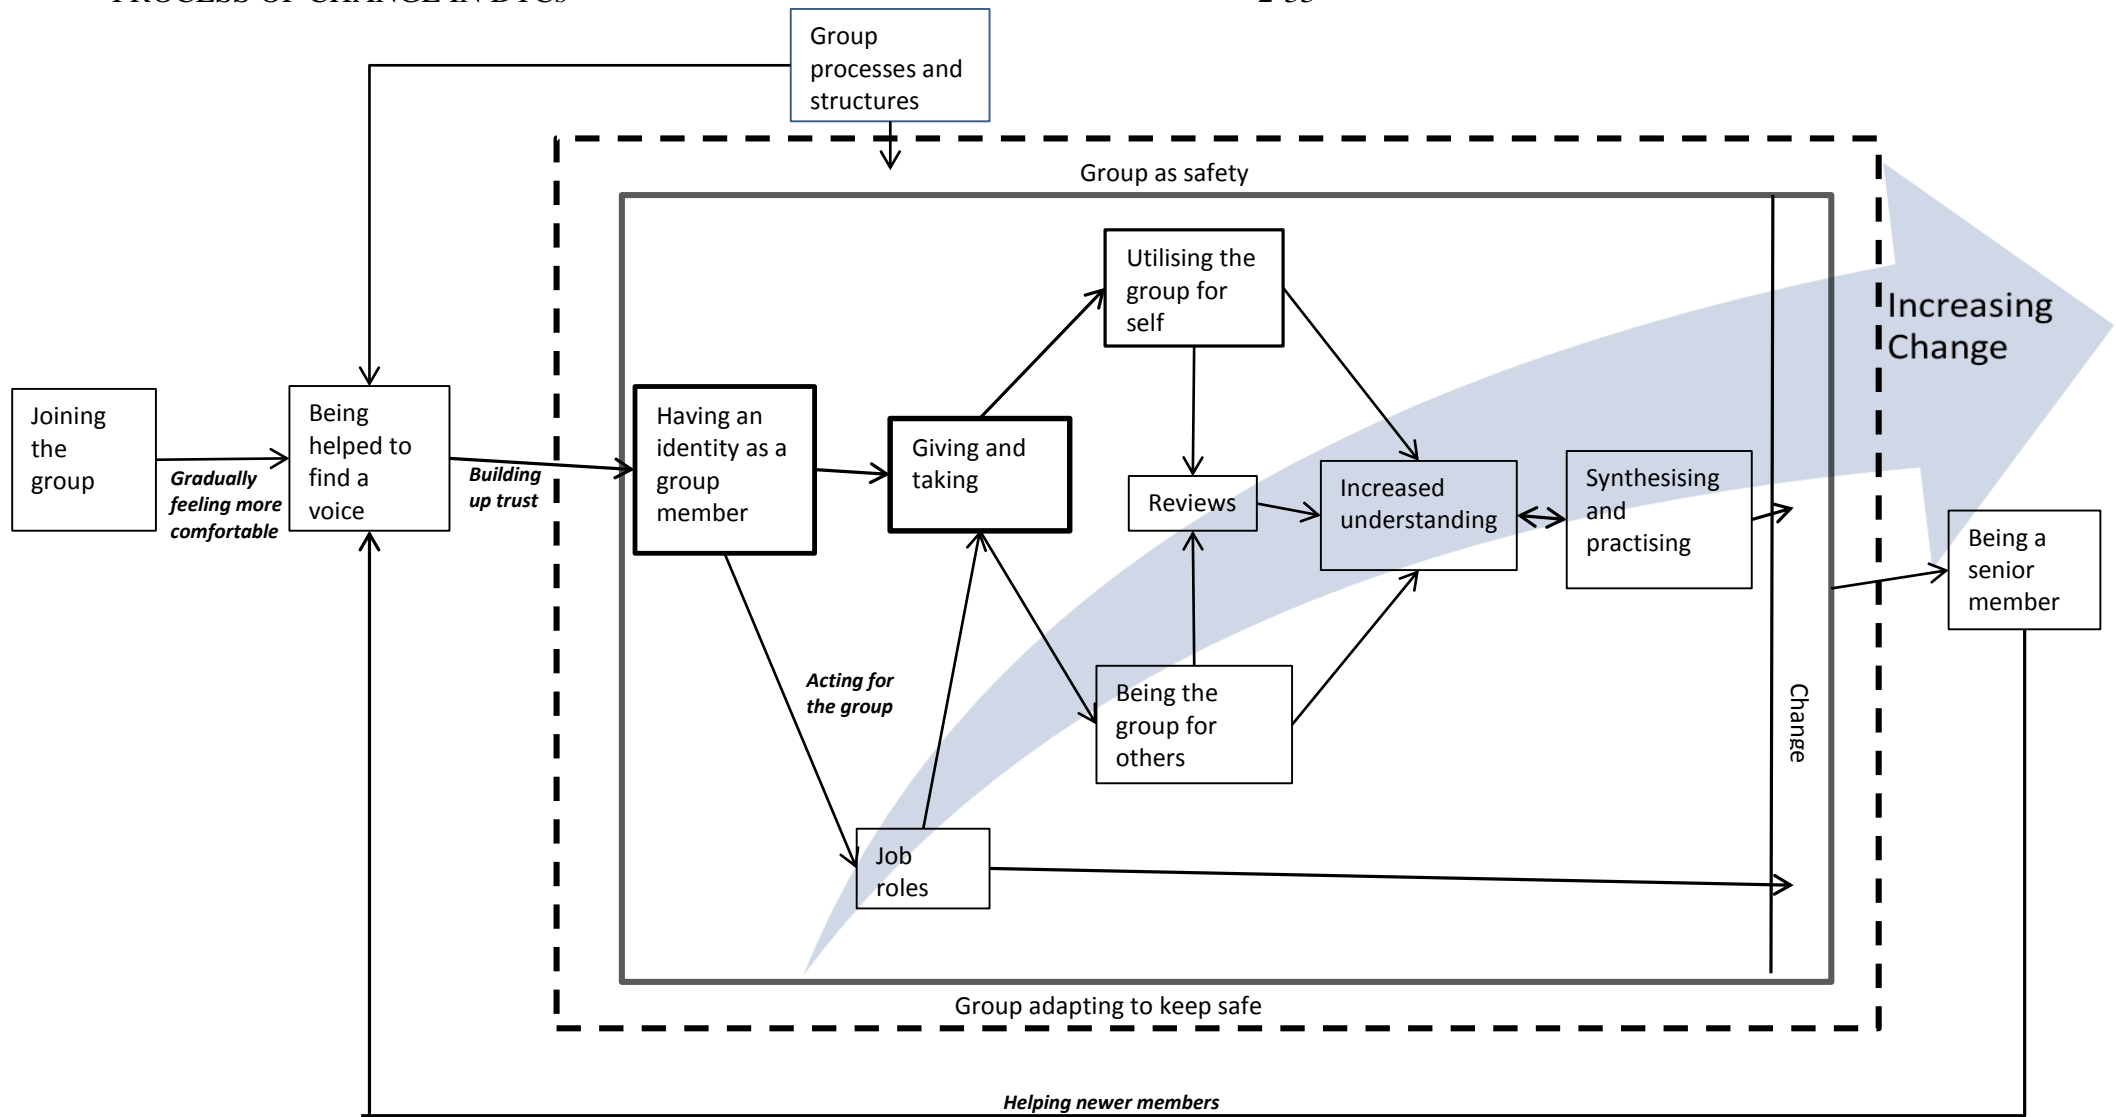 PROCESS OF CHANGE IN DTCs
2-35
Group
processes and
structures
Group as safety
Utilising the
group for
self
Increasing
Change
Joining
the
group
Gradually
feeling more
comfortable
Being
helped to
find a
voice
Building
up trust
Having an
identity as a
group
member
Giving and
taking
Reviews
Increased
understanding
Synthesising
and
practising
Being a
senior
member
Acting for
the group
Being the
group for
others
Change
Job
roles
Group adapting to keep safe
Helping newer members